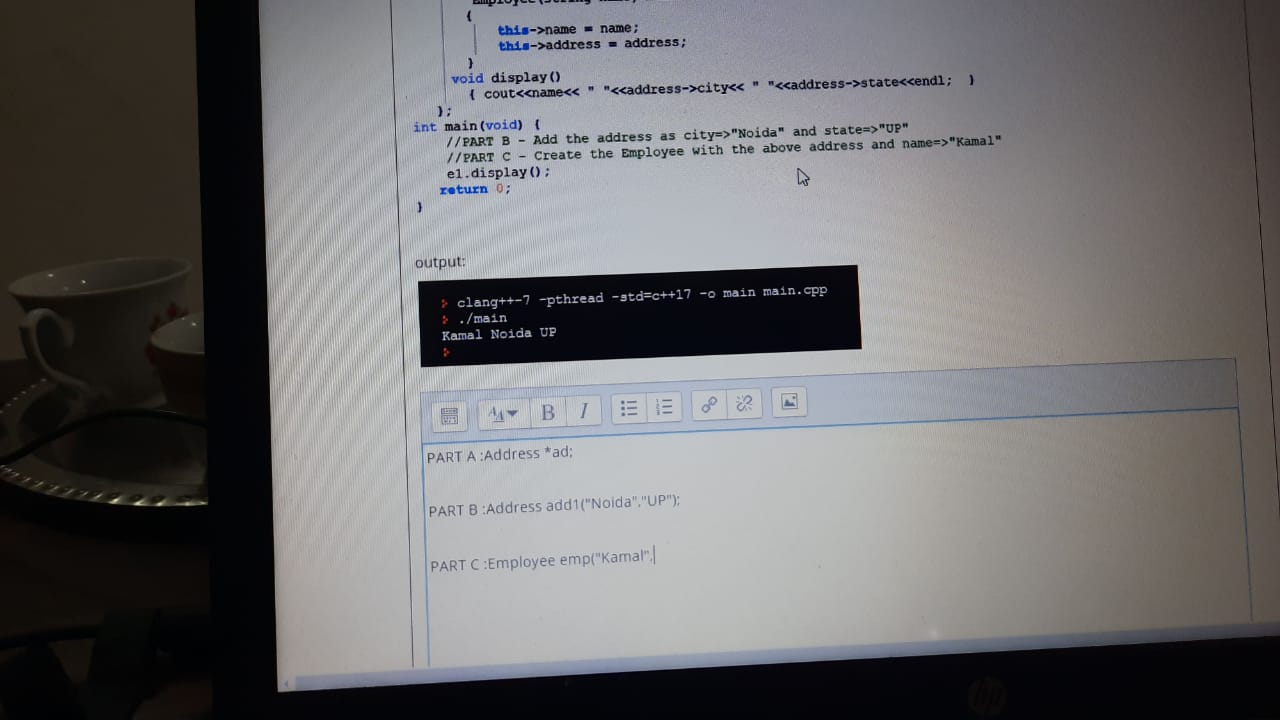 {
this->name = name;
this->address = address;
}
void display()
{ cout<<name<< " "<<address->city<< " "<<address->state<<endl; }
};
int main(void) {
//PART B - Add the address as city=>"Noida" and state=>"UP"
//PART C - Create the Employee with the above address and name=>"Kamal"
e1.display();
return 0;
}
output:
> clang++-7 -pthread -std=c++17 -o main main.cpp
> ./main
Kamal Noida UP
>
B I
PART A :Address *ad;
PART B :Address add1("Noida","UP");
PART C :Employee emp("Kamal",
hp